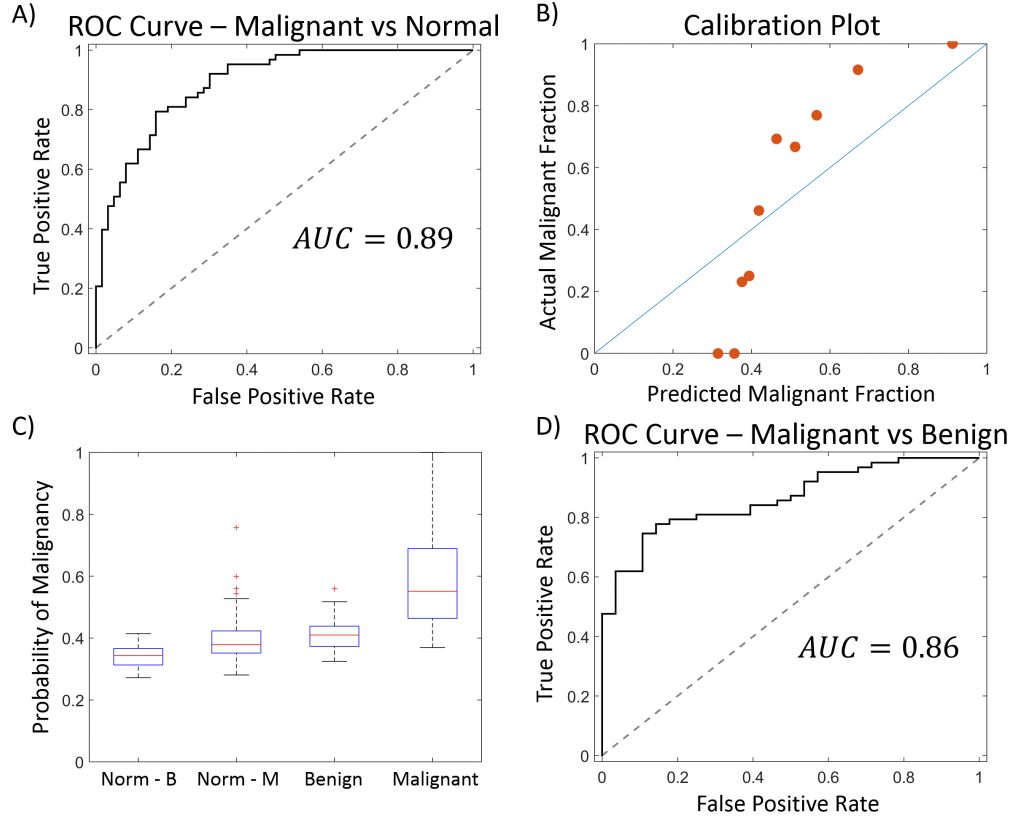 A)
ROC Curve – Malignant vs Normal
1
0.8
0.6
0.4
0.2
0
True Positive Rate
AUC = 0.89
0 0.2 0.4 0.6 0.8 1
False Positive Rate
B)
Calibration Plot
1
0.8
0.6
0.4
0.2
0
Actual Malignant Fraction
0 0.2 0.4 0.6 0.8 1
Predicted Malignant Fraction
C)
1
0.8
0.6
0.4
0.2
0
Probability of Malignancy
Norm - B Norm - M Benign Malignant
D)
ROC Curve – Malignant vs Benign
1
0.8
0.6
0.4
0.2
0
True Positive Rate
AUC = 0.86
0 0.2 0.4 0.6 0.8 1
False Positive Rate